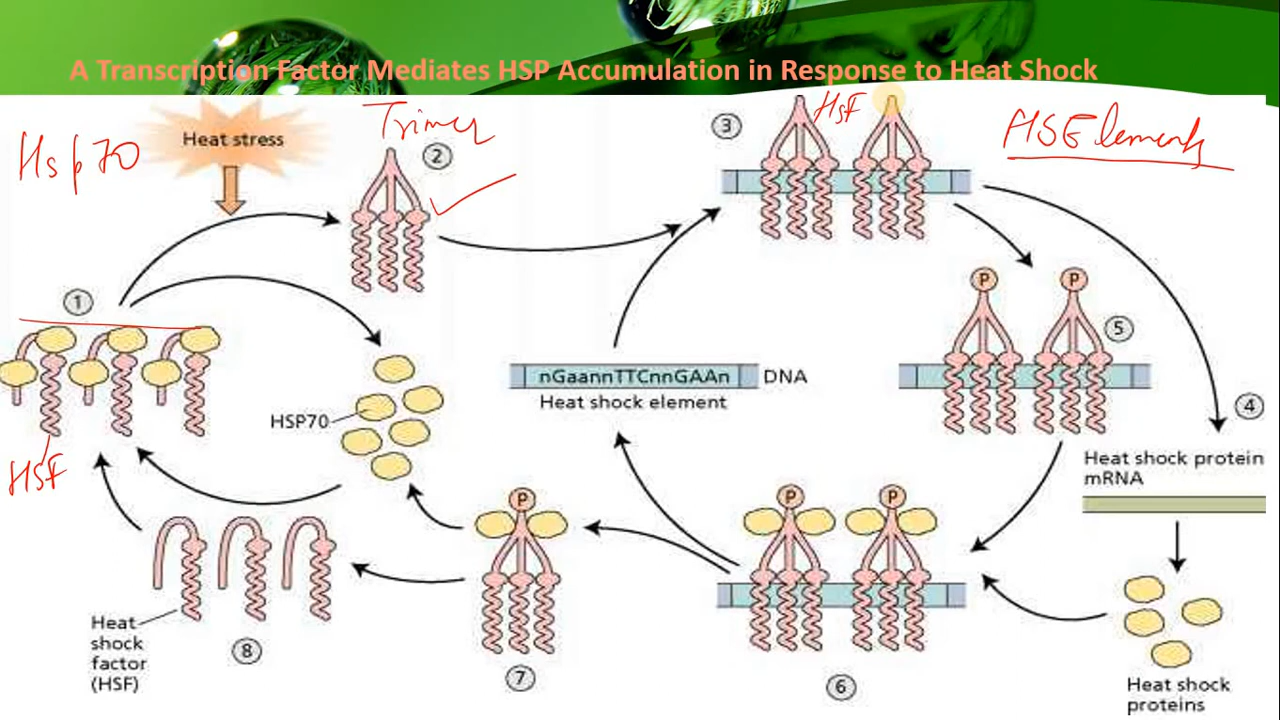 A Transcription Factor Mediates HSP Accumulation in Response to Heat Shock
Hsp70
Heat stress
Trimer
2
3
HSF
HSElements
1
HSF
HSP70
nGaannTTCnnGAAn
DNA
Heat shock element
P
P
5
4
Heat shock protein
mRNA
P
P
P
Heat
shock
factor
(HSF)
8
7
6
Heat shock
proteins